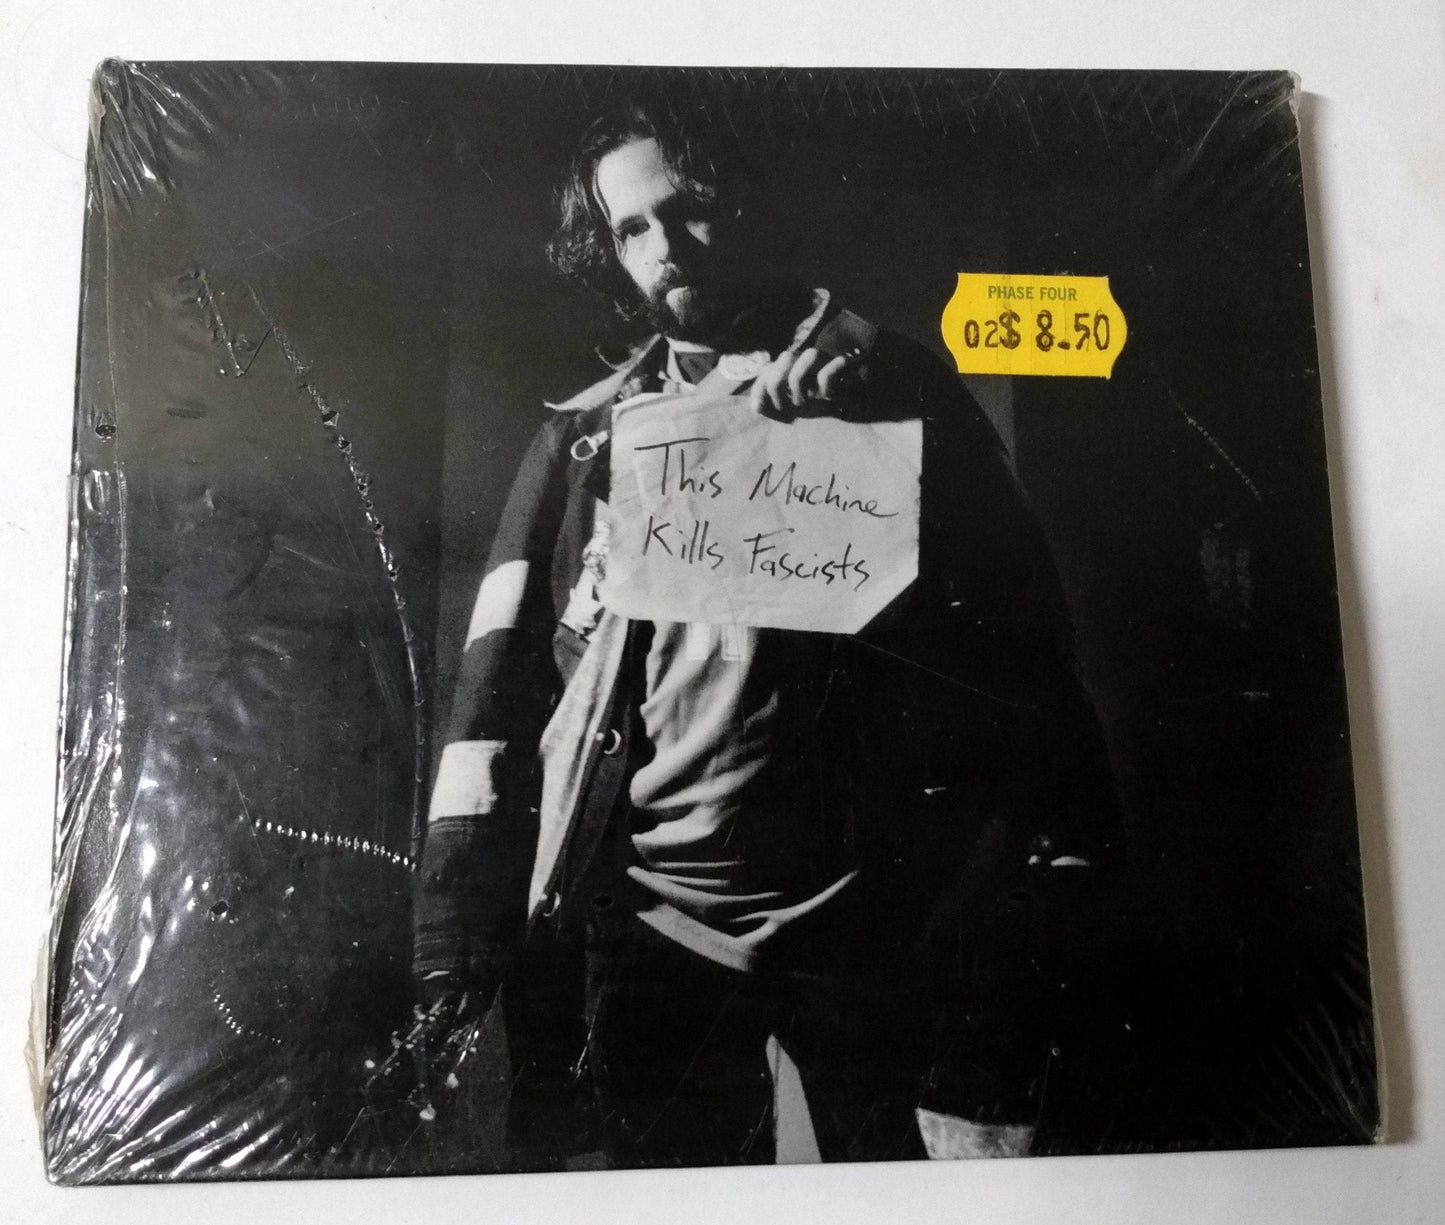 PHASE FOUR
02$ 8.50
This Machine
Kills Fascists